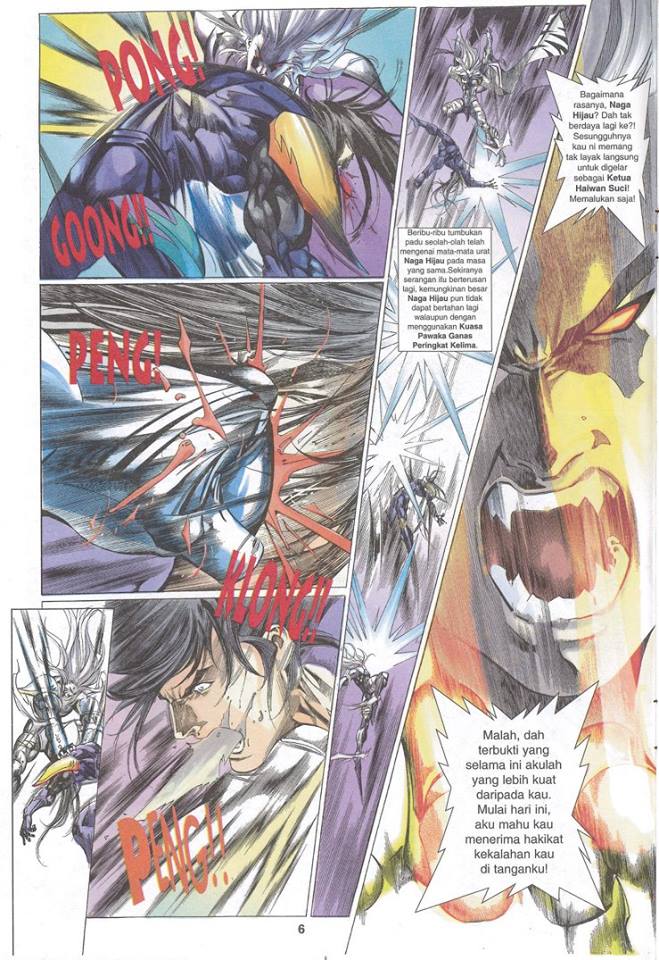 PONG!
GOONG!!
Bagaimana
rasanya, Naga
Hijau? Dah tak
berdaya lagi ke?!
Sesungguhnya
kau ni memang
tak layak langsung
untuk digelar
sebagai Ketua
Haiwan Suci!
Memalukan saja!
Beribu-ribu tumbukan
padu seolah-olah telah
mengenai mata-mata urat
Naga Hijau pada masa
yang sama.Sekiranya
serangan itu berterusan
lagi, kemungkinan besar
Naga Hijau pun tidak
dapat bertahan lagi
walaupun dengan
menggunakan Kuasa
Pawaka Ganas
Peringkat Kelima.
PENG!
KLONG!!
PENG!!
Malah, dah
terbukti yang
selama ini akulah
yang lebih kuat
daripada kau.
Mulai hari ini,
aku mahu kau
menerima hakikat
kekalahan kau
di tanganku!
6